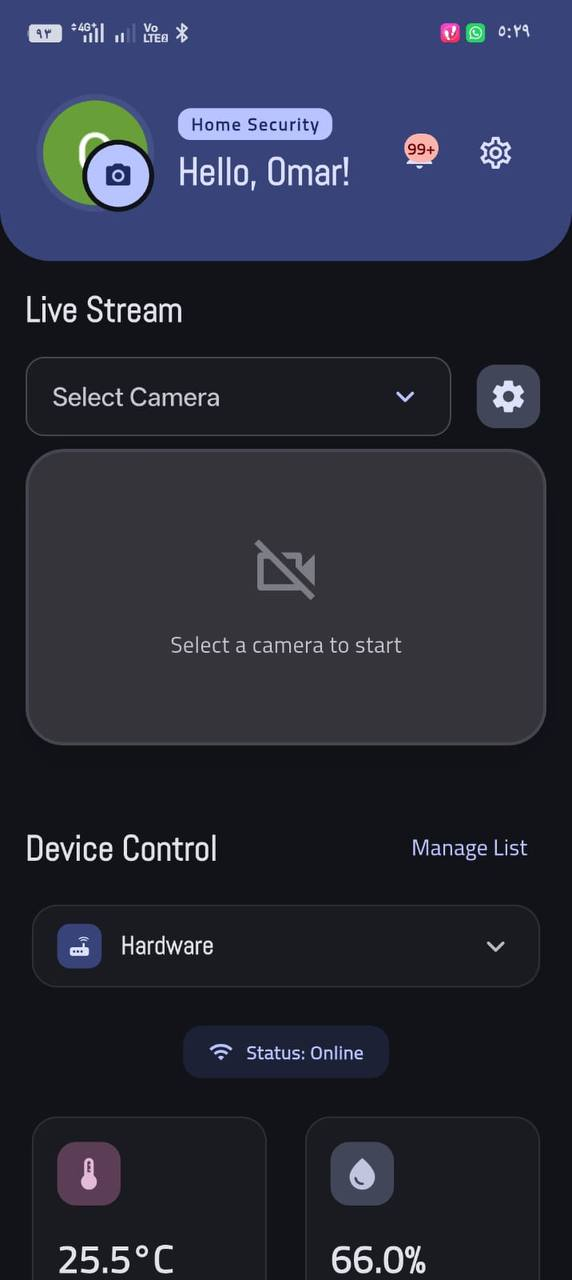 ٩٣
4G+
Vo
LTE2
٥:٢٩
Home Security
Hello, Omar!
99+
Live Stream
Select Camera
Select a camera to start
Device Control
Manage List
Hardware
Status: Online
25.5°C
66.0%